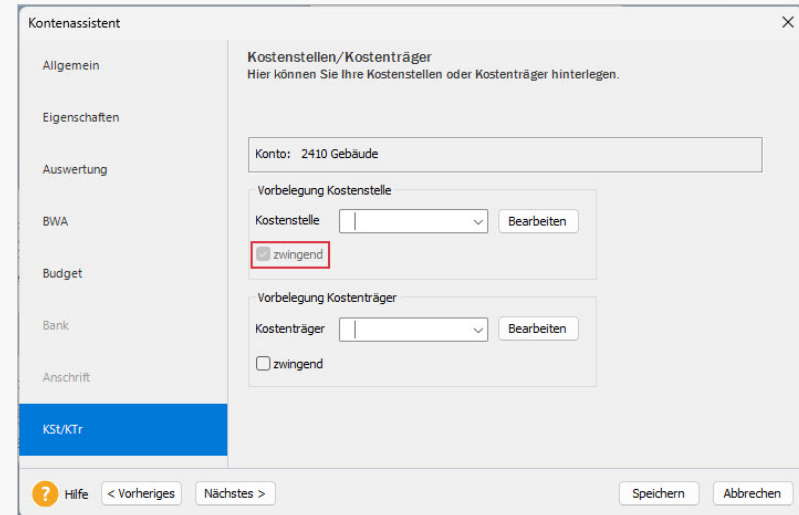 Kontenassistent
Allgemein
Eigenschaften
Auswertung
BWA
Budget
Bank
Anschrift
KSt/KTr
Kostenstellen/Kostenträger
Hier können Sie Ihre Kostenstellen oder Kostenträger hinterlegen.
Konto: 2410 Gebäude
Vorbelegung Kostenstelle
Kostenstelle Bearbeiten
zwingend
Vorbelegung Kostenträger
Kostenträger Bearbeiten
zwingend
? Hilfe < Vorheriges Nächstes > Speichern Abbrechen